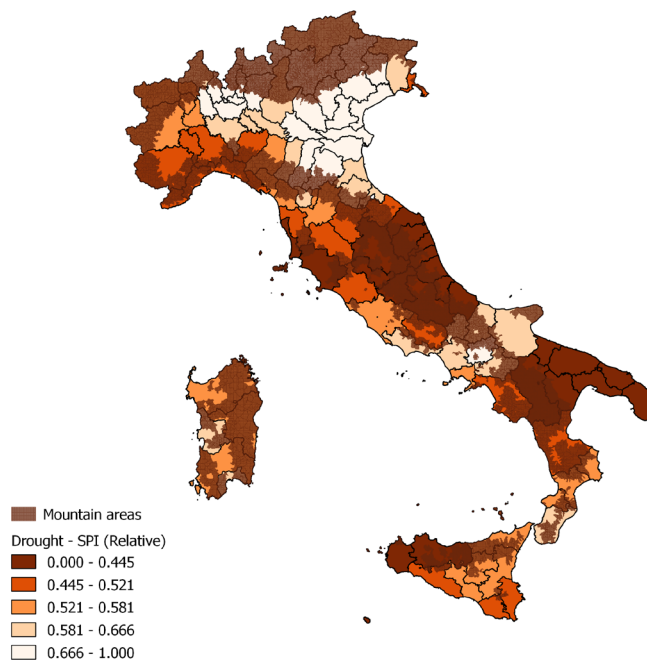 Mountain areas
Drought - SPI (Relative)
0.000 - 0.445
0.445 - 0.521
0.521 - 0.581
0.581 - 0.666
0.666 - 1.000